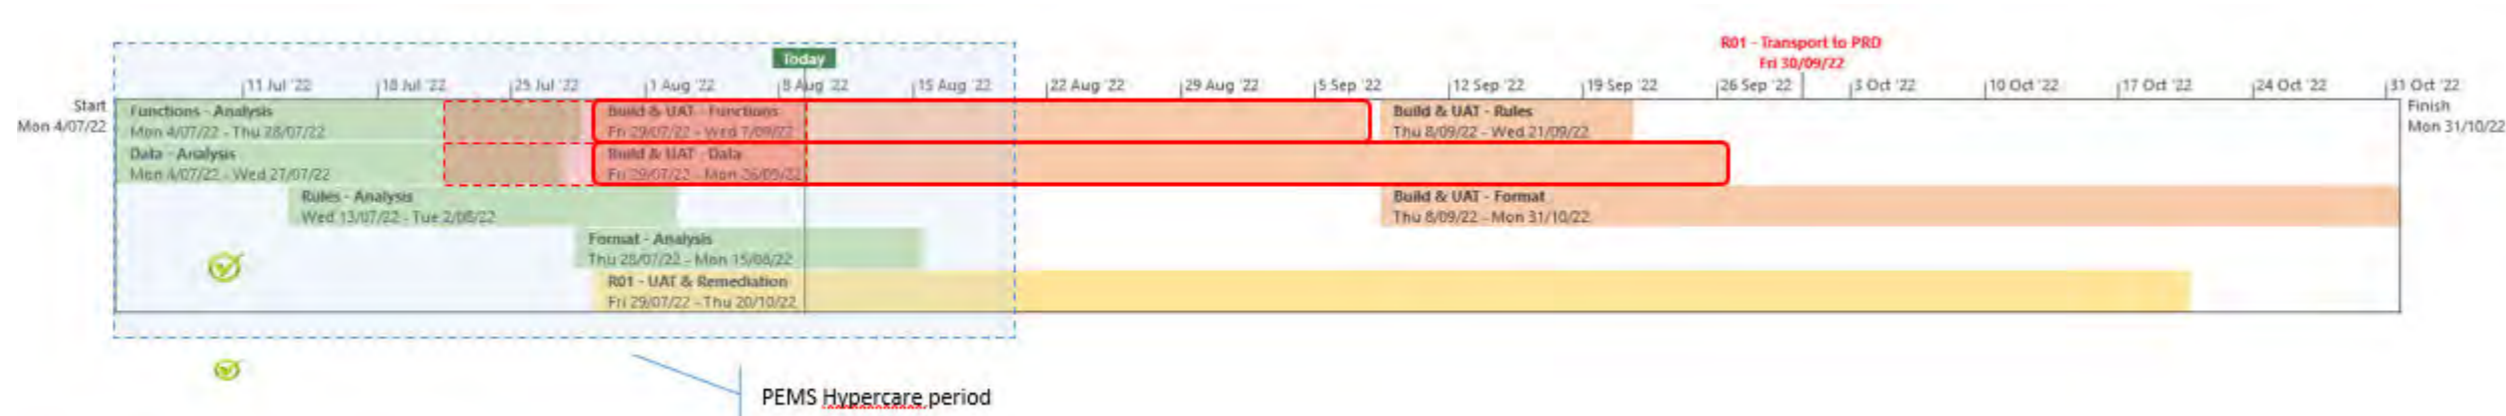 R01 - Transport to PRD
Fri 30/09/22
Today
11 Jul '22 18 Jul '22 25 Jul '22 1 Aug '22 8 Aug '22 15 Aug '22 22 Aug '22 29 Aug '22 5 Sep '22 12 Sep '22 19 Sep '22 26 Sep '22 3 Oct '22 10 Oct '22 17 Oct '22 24 Oct '22 31 Oct '22
Start
Mon 4/07/22
Finish
Mon 31/10/22
Functions - Analysis
Mon 4/07/22 - Thu 28/07/22
Build & UAT - Functions
Fri 29/07/22 - Wed 7/09/22
Build & UAT - Rules
Thu 8/09/22 - Wed 21/09/22
Data - Analysis
Mon 4/07/22 - Wed 27/07/22
Build & UAT - Data
Fri 29/07/22 - Mon 26/09/22
Rules - Analysis
Wed 13/07/22 - Tue 2/08/22
Build & UAT - Format
Thu 8/09/22 - Mon 31/10/22
Format - Analysis
Thu 28/07/22 - Mon 15/08/22
R01 - UAT & Remediation
Fri 29/07/22 - Thu 20/10/22
PEMS Hypercare period